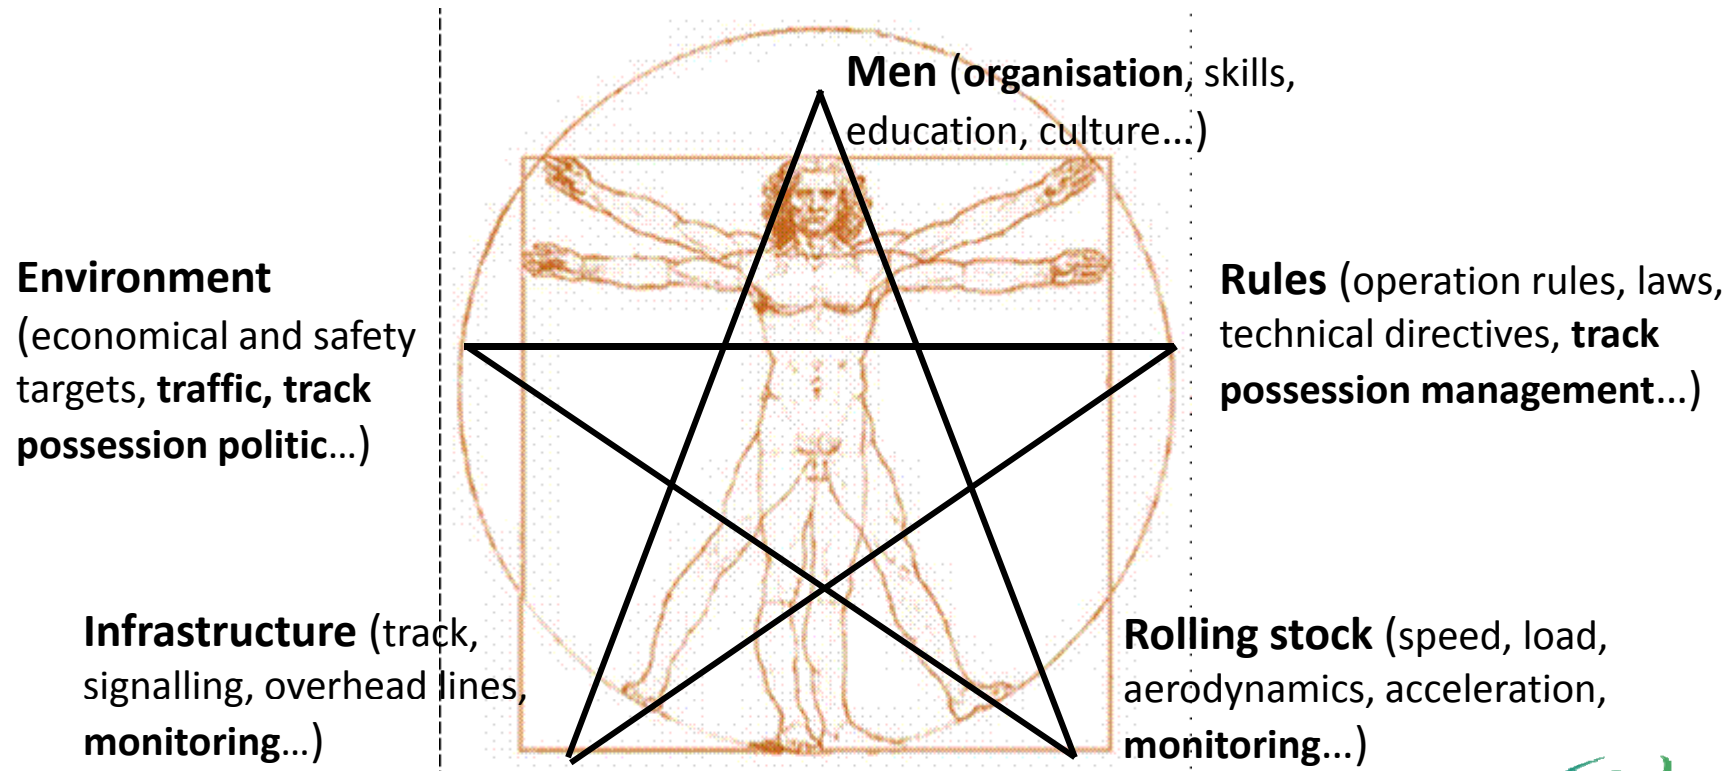 Men (organisation, skills,
education, culture...)
Environment
(economical and safety
targets, traffic, track
possession politic...)
Rules (operation rules, laws,
technical directives, track
possession management...)
Infrastructure (track,
signalling, overhead lines,
monitoring...)
Rolling stock (speed, load,
aerodynamics, acceleration,
monitoring...)